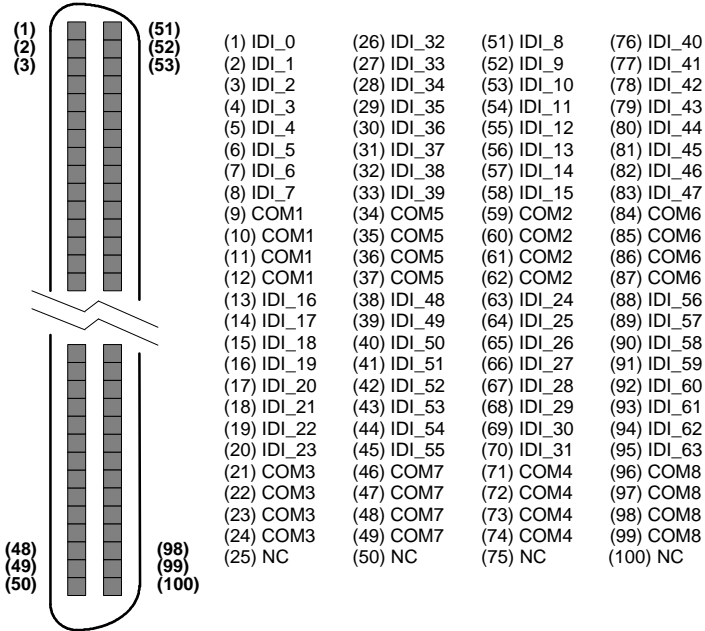 (1) (51)
(2) (52)
(3) (53)
(48) (98)
(49) (99)
(50) (100)
(1) IDI_0 (26) IDI_32 (51) IDI_8 (76) IDI_40
(2) IDI_1 (27) IDI_33 (52) IDI_9 (77) IDI_41
(3) IDI_2 (28) IDI_34 (53) IDI_10 (78) IDI_42
(4) IDI_3 (29) IDI_35 (54) IDI_11 (79) IDI_43
(5) IDI_4 (30) IDI_36 (55) IDI_12 (80) IDI_44
(6) IDI_5 (31) IDI_37 (56) IDI_13 (81) IDI_45
(7) IDI_6 (32) IDI_38 (57) IDI_14 (82) IDI_46
(8) IDI_7 (33) IDI_39 (58) IDI_15 (83) IDI_47
(9) COM1 (34) COM5 (59) COM2 (84) COM6
(10) COM1 (35) COM5 (60) COM2 (85) COM6
(11) COM1 (36) COM5 (61) COM2 (86) COM6
(12) COM1 (37) COM5 (62) COM2 (87) COM6
(13) IDI_16 (38) IDI_48 (63) IDI_24 (88) IDI_56
(14) IDI_17 (39) IDI_49 (64) IDI_25 (89) IDI_57
(15) IDI_18 (40) IDI_50 (65) IDI_26 (90) IDI_58
(16) IDI_19 (41) IDI_51 (66) IDI_27 (91) IDI_59
(17) IDI_20 (42) IDI_52 (67) IDI_28 (92) IDI_60
(18) IDI_21 (43) IDI_53 (68) IDI_29 (93) IDI_61
(19) IDI_22 (44) IDI_54 (69) IDI_30 (94) IDI_62
(20) IDI_23 (45) IDI_55 (70) IDI_31 (95) IDI_63
(21) COM3 (46) COM7 (71) COM4 (96) COM8
(22) COM3 (47) COM7 (72) COM4 (97) COM8
(23) COM3 (48) COM7 (73) COM4 (98) COM8
(24) COM3 (49) COM7 (74) COM4 (99) COM8
(25) NC (50) NC (75) NC (100) NC